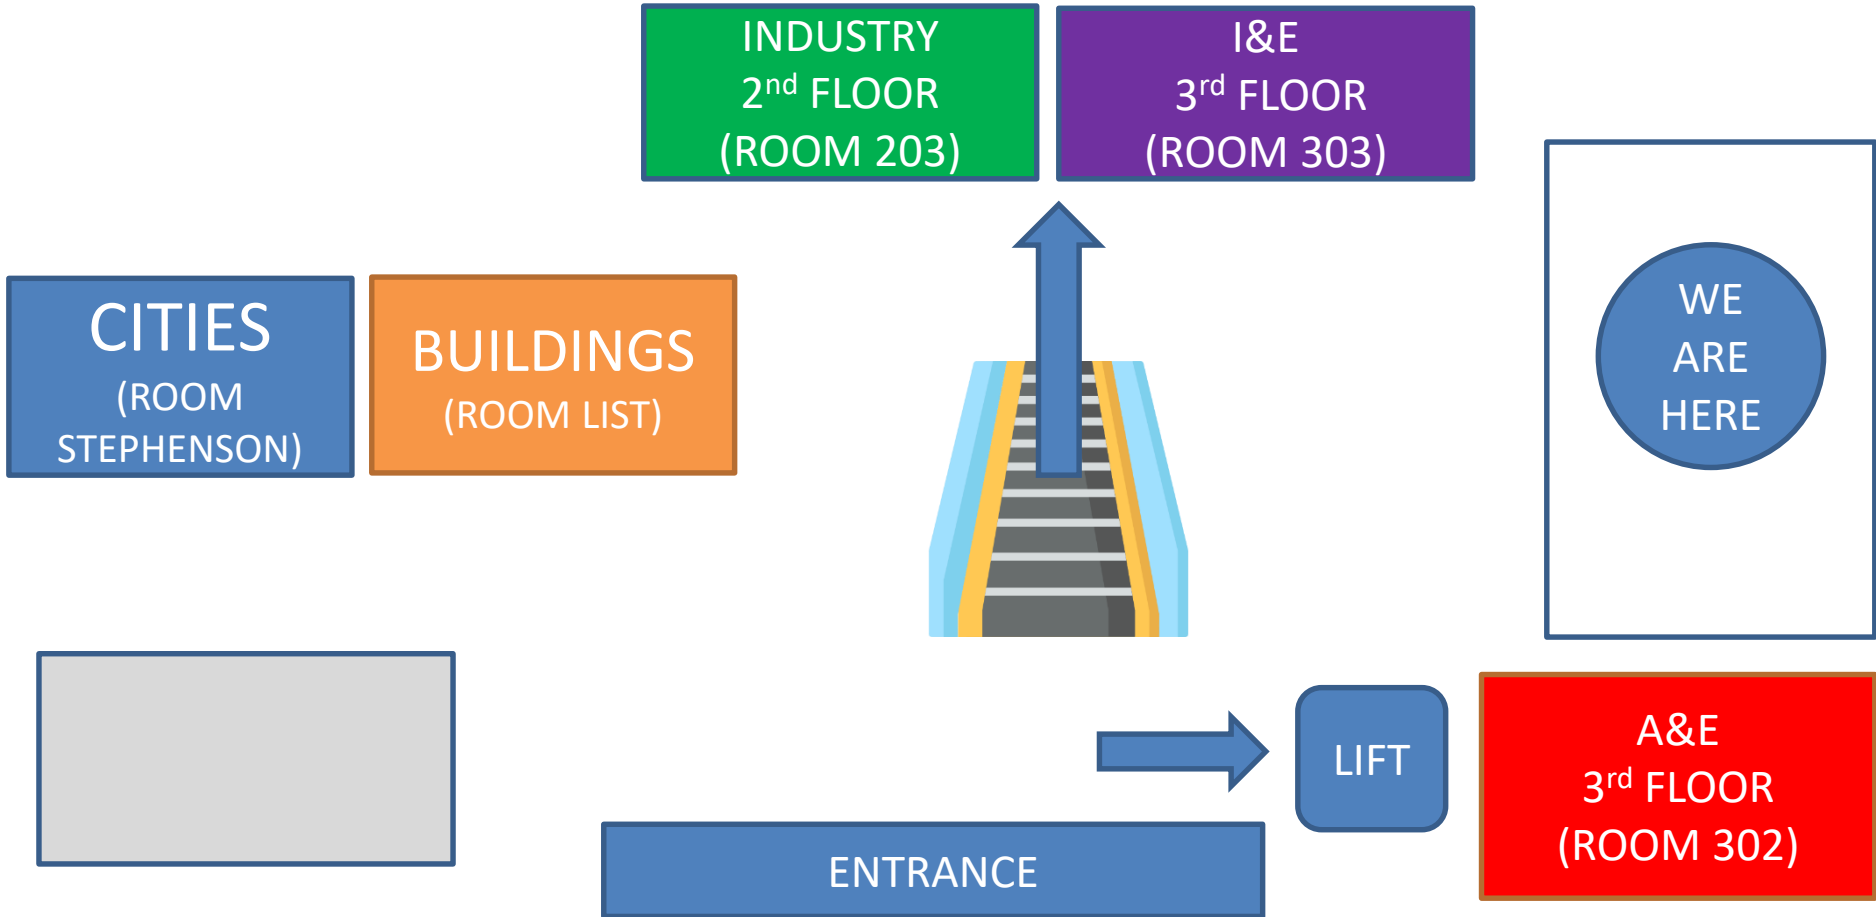 INDUSTRY
2nd FLOOR
(ROOM 203)
I&E
3rd FLOOR
(ROOM 303)
CITIES
(ROOM
STEPHENSON)
BUILDINGS
(ROOM LIST)
WE
ARE
HERE
LIFT
A&E
3rd FLOOR
(ROOM 302)
ENTRANCE